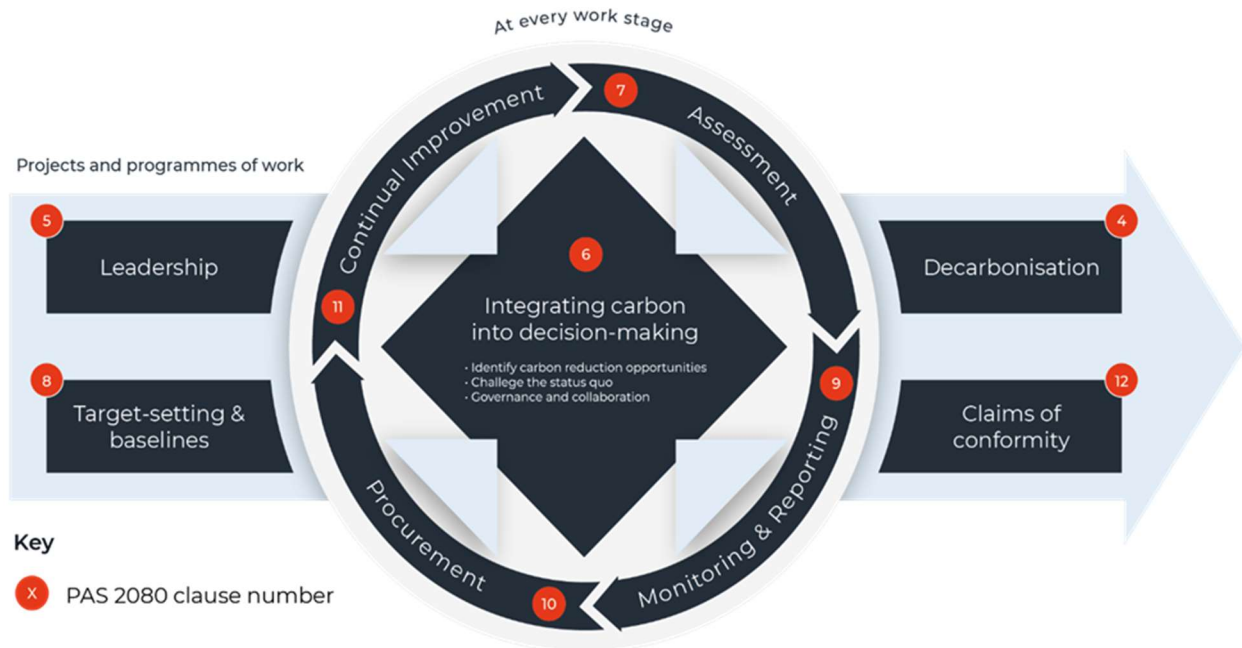 At every work stage
Projects and programmes of work
5
Leadership
8
Target-setting &
baselines
11
Continual Improvement
7
Assessment
6
Integrating carbon
into decision-making
• Identify carbon reduction opportunities
• Challege the status quo
• Governance and collaboration
9
Monitoring & Reporting
10
Procurement
4
Decarbonisation
12
Claims of
conformity
Key
X
PAS 2080 clause number